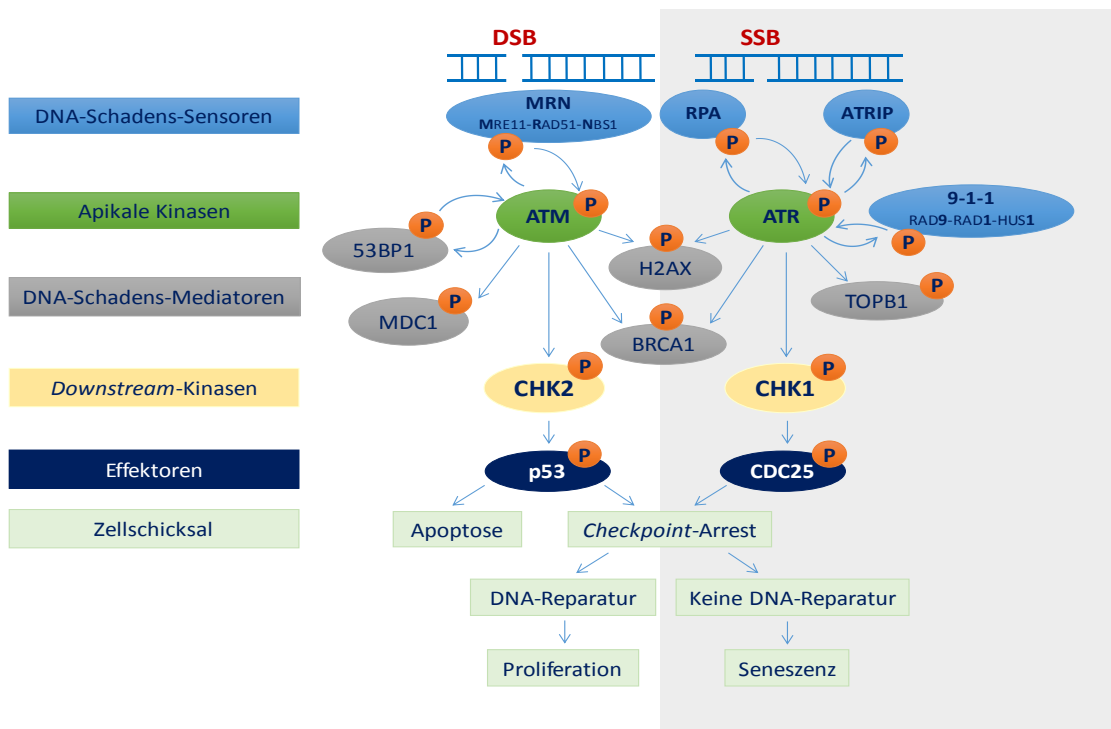 DSB
SSB
DNA-Schadens-Sensoren
MRN
MRE11-RAD51-NBS1
P
RPA
P
ATRIP
P
Apikale Kinasen
ATM
P
ATR
P
9-1-1
RAD9-RAD1-HUS1
P
53BP1
P
H2AX
P
DNA-Schadens-Mediatoren
MDC1
P
BRCA1
P
TOPB1
P
Downstream-Kinasen
CHK2
P
CHK1
P
Effektoren
p53
P
CDC25
P
Zellschicksal
Apoptose
Checkpoint-Arrest
DNA-Reparatur
Keine DNA-Reparatur
Proliferation
Seneszenz